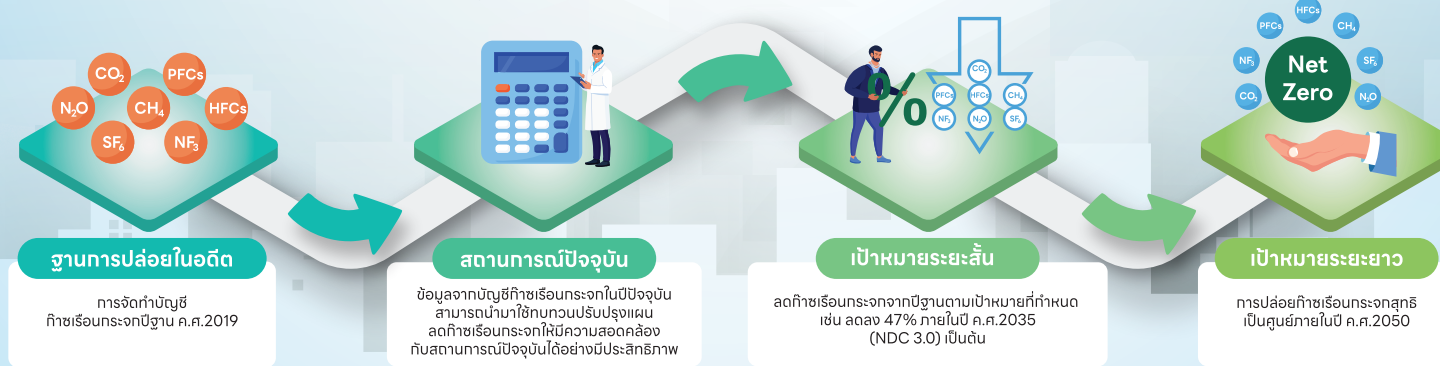 CO₂
PFCs
N₂O
CH₄
HFCs
SF₆
NF₃
ฐานการปล่อยในอดีต
การจัดทำบัญชี
ก๊าซเรือนกระจกปีฐาน ค.ศ.2019
สถานการณ์ปัจจุบัน
ข้อมูลจากบัญชีก๊าซเรือนกระจกในปีปัจจุบัน
สามารถนำมาใช้ทบทวนปรับปรุงแผน
ลดก๊าซเรือนกระจกให้มีความสอดคล้อง
กับสถานการณ์ปัจจุบันได้อย่างมีประสิทธิภาพ
%
CO₂
PFCs
HFCs
CH₄
NF₃
N₂O
SF₆
เป้าหมายระยะสั้น
ลดก๊าซเรือนกระจกจากปีฐานตามเป้าหมายที่กำหนด
เช่น ลดลง 47% ภายในปี ค.ศ.2035
(NDC 3.0) เป็นต้น
HFCs
PFCs
CH₄
NF₃
SF₆
CO₂
N₂O
Net
Zero
เป้าหมายระยะยาว
การปล่อยก๊าซเรือนกระจกสุทธิ
เป็นศูนย์ภายในปี ค.ศ.2050